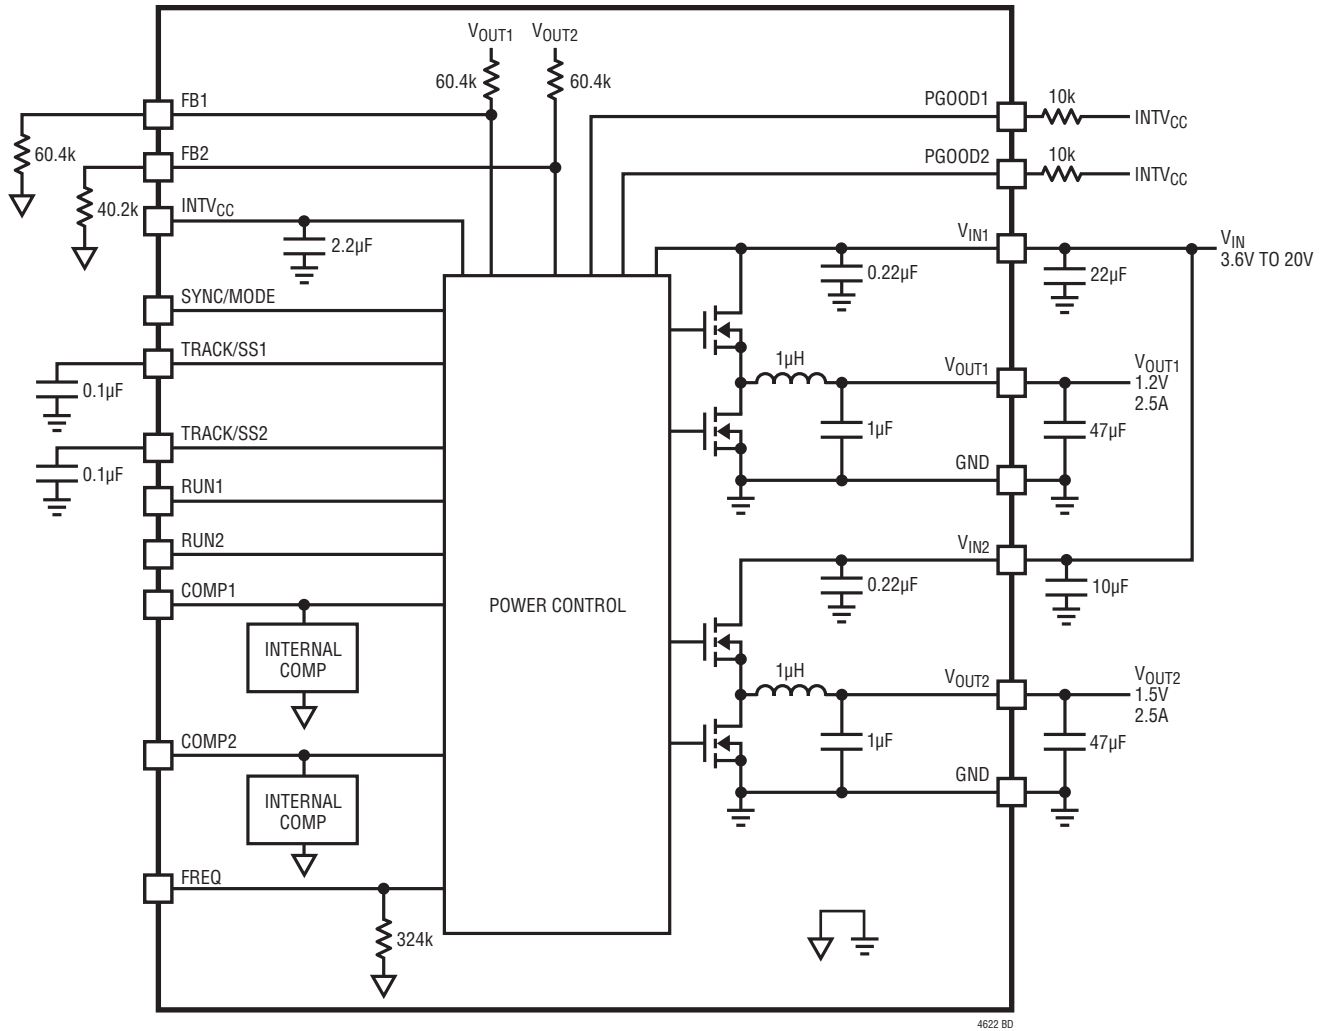 VOUT1 VOUT2
60.4k 60.4k
FB1
60.4k
FB2
40.2k
INTVCC
2.2µF
SYNC/MODE
TRACK/SS1
0.1µF
TRACK/SS2
0.1µF
RUN1
RUN2
COMP1
INTERNAL
COMP
COMP2
INTERNAL
COMP
FREQ
324k
POWER CONTROL
PGOOD1
10k
INTVCC
PGOOD2
10k
INTVCC
VIN1
0.22µF
22µF
VIN
3.6V TO 20V
1µH
VOUT1
1µF
VOUT1
1.2V
2.5A
47µF
GND
VIN2
0.22µF
10µF
1µH
VOUT2
1µF
VOUT2
1.5V
2.5A
47µF
GND
4622 BD